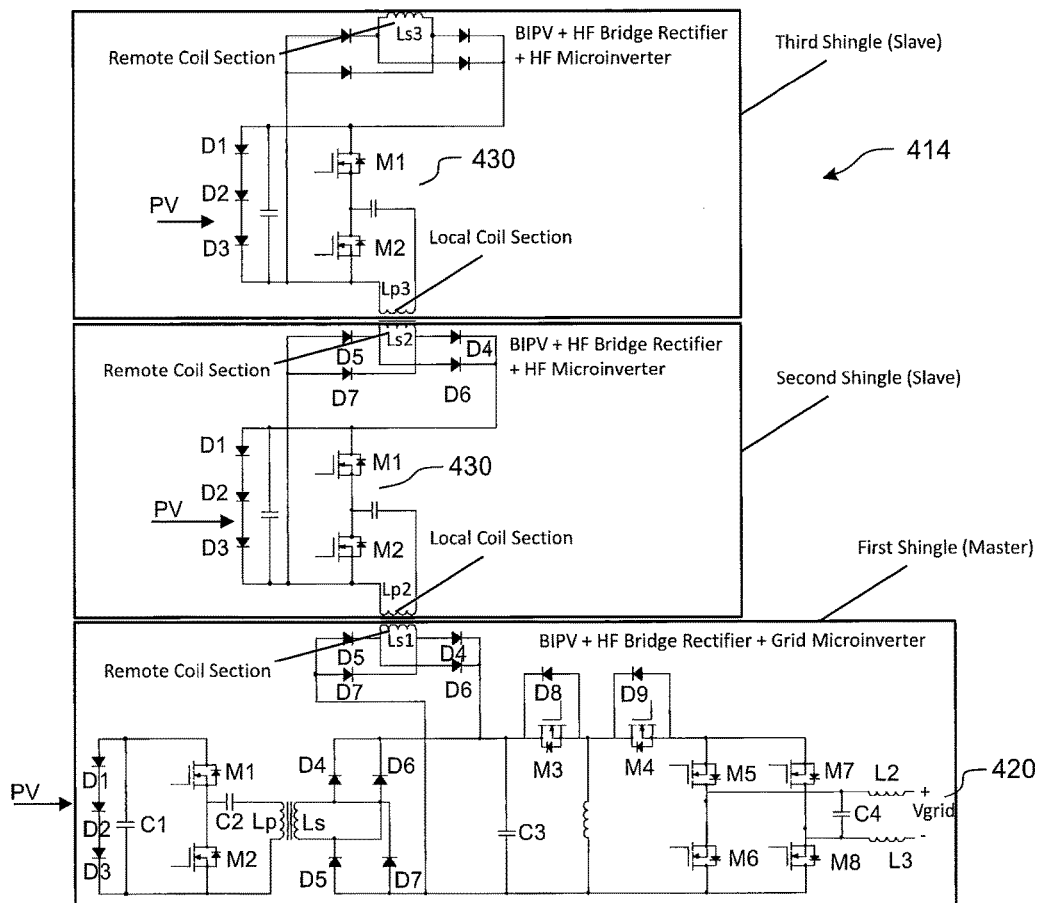 Remote Coil Section
Ls3
BIPV + HF Bridge Rectifier
+ HF Microinverter
Third Shingle (Slave)
D1
D2
D3
PV
M1
M2
430
414
Local Coil Section
Lp3
Ls2
D5
D4
D7
D6
Remote Coil Section
BIPV + HF Bridge Rectifier
+ HF Microinverter
Second Shingle (Slave)
D1
D2
D3
PV
M1
M2
430
Local Coil Section
Lp2
First Shingle (Master)
Ls1
D5
D4
D7
D6
Remote Coil Section
BIPV + HF Bridge Rectifier + Grid Microinverter
D8
D9
M3
M4
PV
D1
D2
D3
C1
M1
M2
C2
Lp
Ls
D4
D6
D5
D7
C3
M5
M7
M6
M8
L2
C4
L3
+
Vgrid
-
420